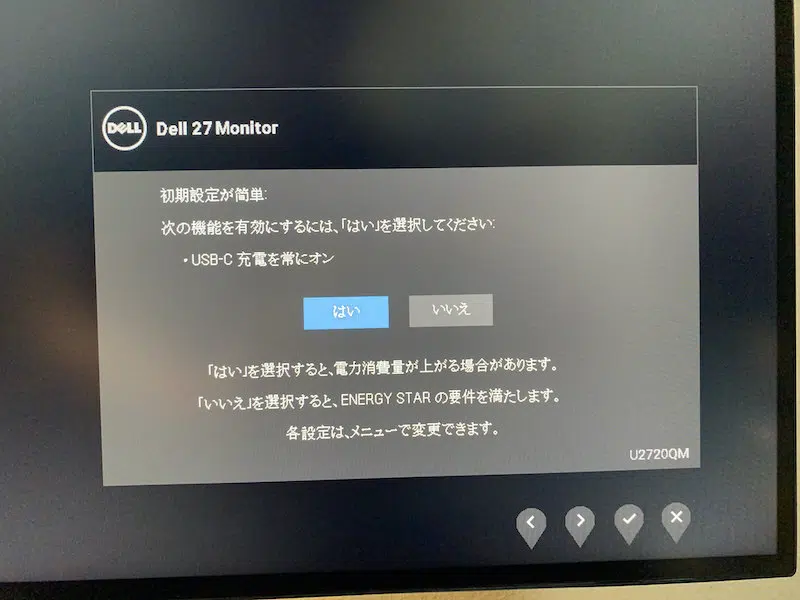 DELL Dell 27 Monitor
初期設定が簡単:
次の機能を有効にするには、「はい」を選択してください:
・USB-C 充電を常にオン
はい いいえ
「はい」を選択すると、電力消費量が上がる場合があります。
「いいえ」を選択すると、ENERGY STAR の要件を満たします。
各設定は、メニューで変更できます。
U2720QM